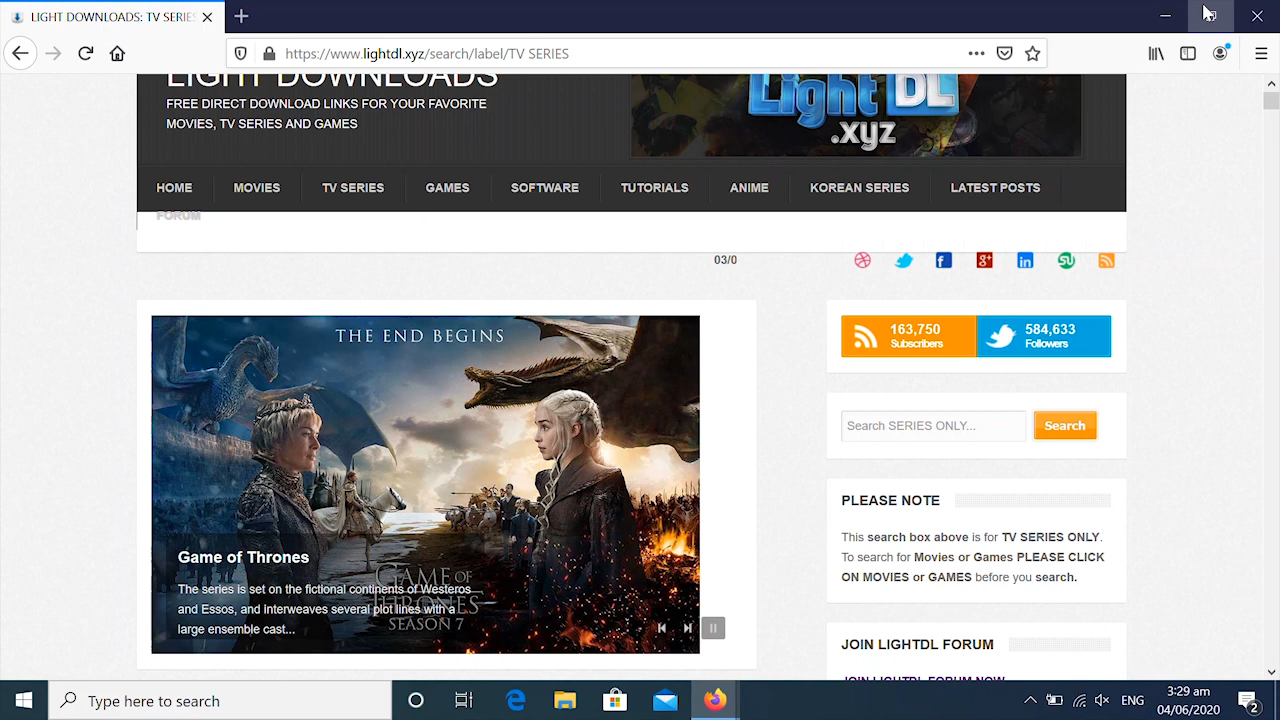 LIGHT DOWNLOADS: TV SERIES
https://www.lightdl.xyz/search/label/TV SERIES
LIGHT DOWNLOADS
FREE DIRECT DOWNLOAD LINKS FOR YOUR FAVORITE
MOVIES, TV SERIES AND GAMES
Light DL
.xyz
HOME MOVIES TV SERIES GAMES SOFTWARE TUTORIALS ANIME KOREAN SERIES LATEST POSTS
FORUM
03/0
THE END BEGINS
Game of Thrones
The series is set on the fictional continents of Westeros
and Essos, and interweaves several plot lines with a
large ensemble cast...
GAME OF
THRONES
SEASON 7
163,750
Subscribers
584,633
Followers
Search SERIES ONLY...
Search
PLEASE NOTE
This search box above is for TV SERIES ONLY.
To search for Movies or Games PLEASE CLICK
ON MOVIES or GAMES before you search.
JOIN LIGHTDL FORUM
JOIN LIGHTDL FORUM NOW
Type here to search
ENG
3:29 am
04/06/2020
2